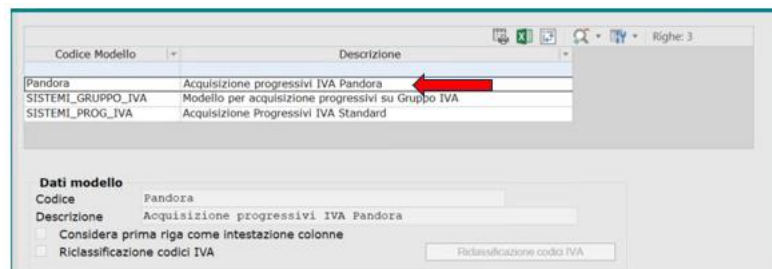 Righe: 3
Codice Modello Descrizione
Pandora Acquisizione progressivi IVA Pandora
SISTEMI_GRUPPO_IVA Modello per acquisizione progressivi su Gruppo IVA
SISTEMI_PROG_IVA Acquisizione Progressivi IVA Standard
Dati modello
Codice Pandora
Descrizione Acquisizione progressivi IVA Pandora
Considera prima riga come intestazione colonne
Riclassificazione codici IVA Riclassificazione codici IVA